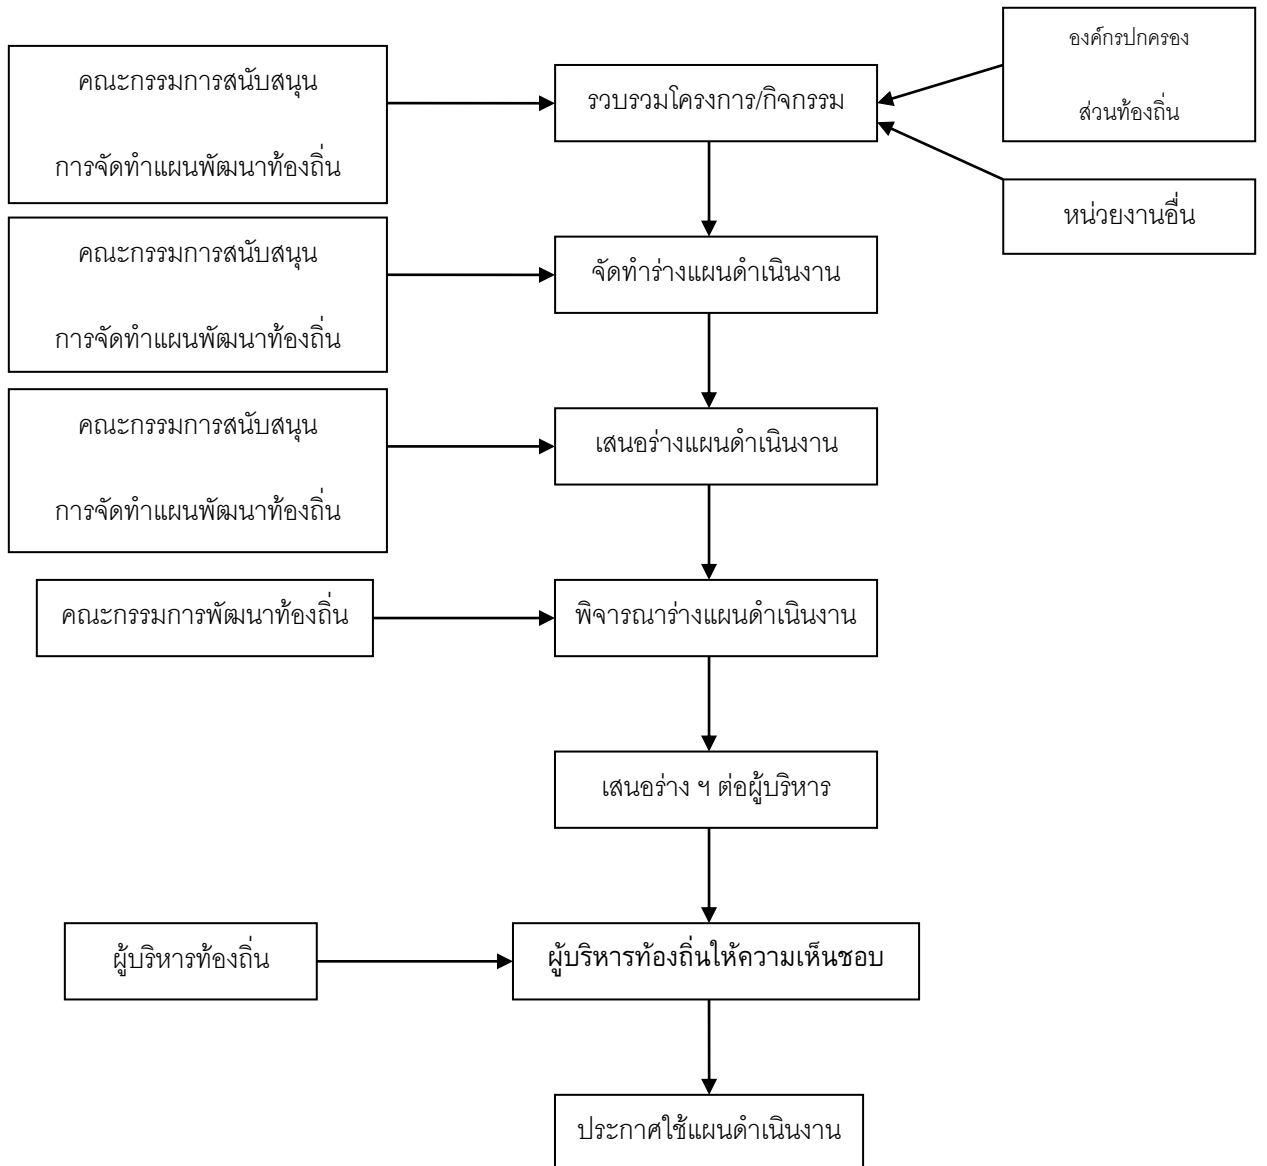 องค์กรปกครอง
ส่วนท้องถิ่น
คณะกรรมการสนับสนุน
การจัดทำแผนพัฒนาท้องถิ่น
รวบรวมโครงการ/กิจกรรม
หน่วยงานอื่น
คณะกรรมการสนับสนุน
การจัดทำแผนพัฒนาท้องถิ่น
จัดทำร่างแผนดำเนินงาน
คณะกรรมการสนับสนุน
การจัดทำแผนพัฒนาท้องถิ่น
เสนอร่างแผนดำเนินงาน
คณะกรรมการพัฒนาท้องถิ่น
พิจารณาร่างแผนดำเนินงาน
เสนอร่าง ฯ ต่อผู้บริหาร
ผู้บริหารท้องถิ่น
ผู้บริหารท้องถิ่นให้ความเห็นชอบ
ประกาศใช้แผนดำเนินงาน